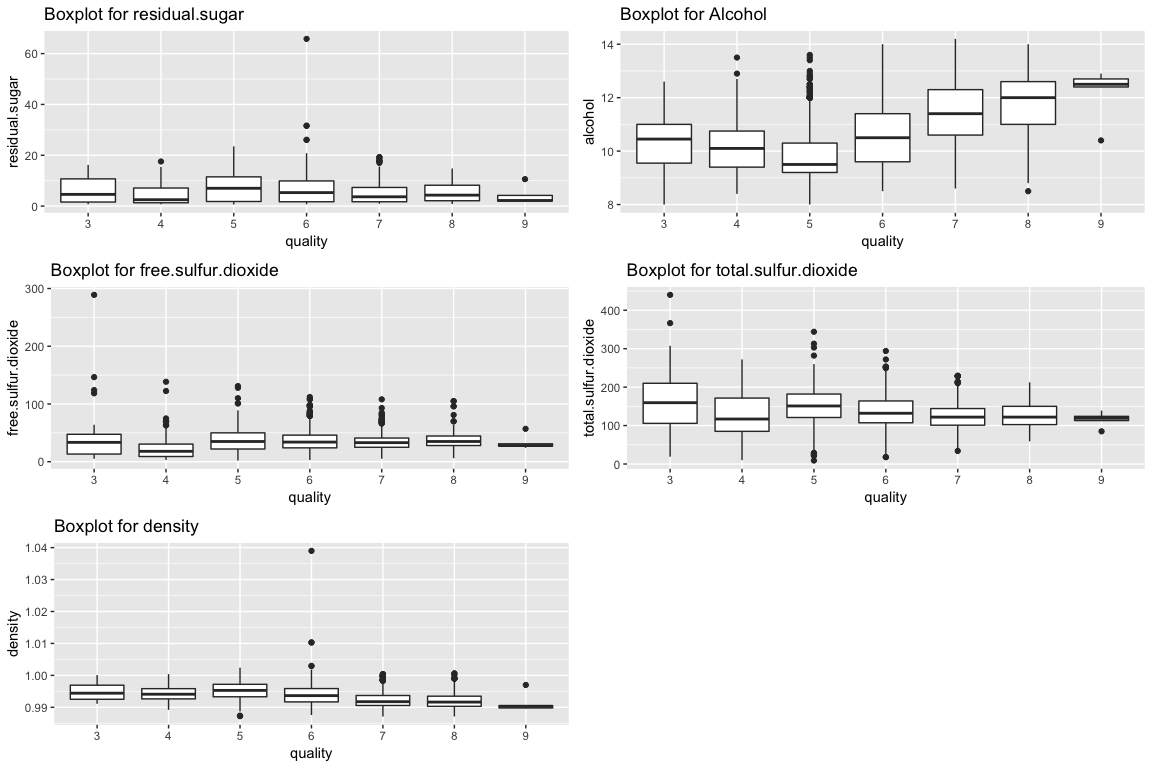 Boxplot for residual.sugar
residual.sugar
60
40
20
0
3 4 5 6 7 8 9
quality
Boxplot for Alcohol
alcohol
14
12
10
8
3 4 5 6 7 8 9
quality
Boxplot for free.sulfur.dioxide
free.sulfur.dioxide
300
200
100
0
3 4 5 6 7 8 9
quality
Boxplot for total.sulfur.dioxide
total.sulfur.dioxide
400
300
200
100
0
3 4 5 6 7 8 9
quality
Boxplot for density
density
1.04
1.03
1.02
1.01
1.00
0.99
3 4 5 6 7 8 9
quality